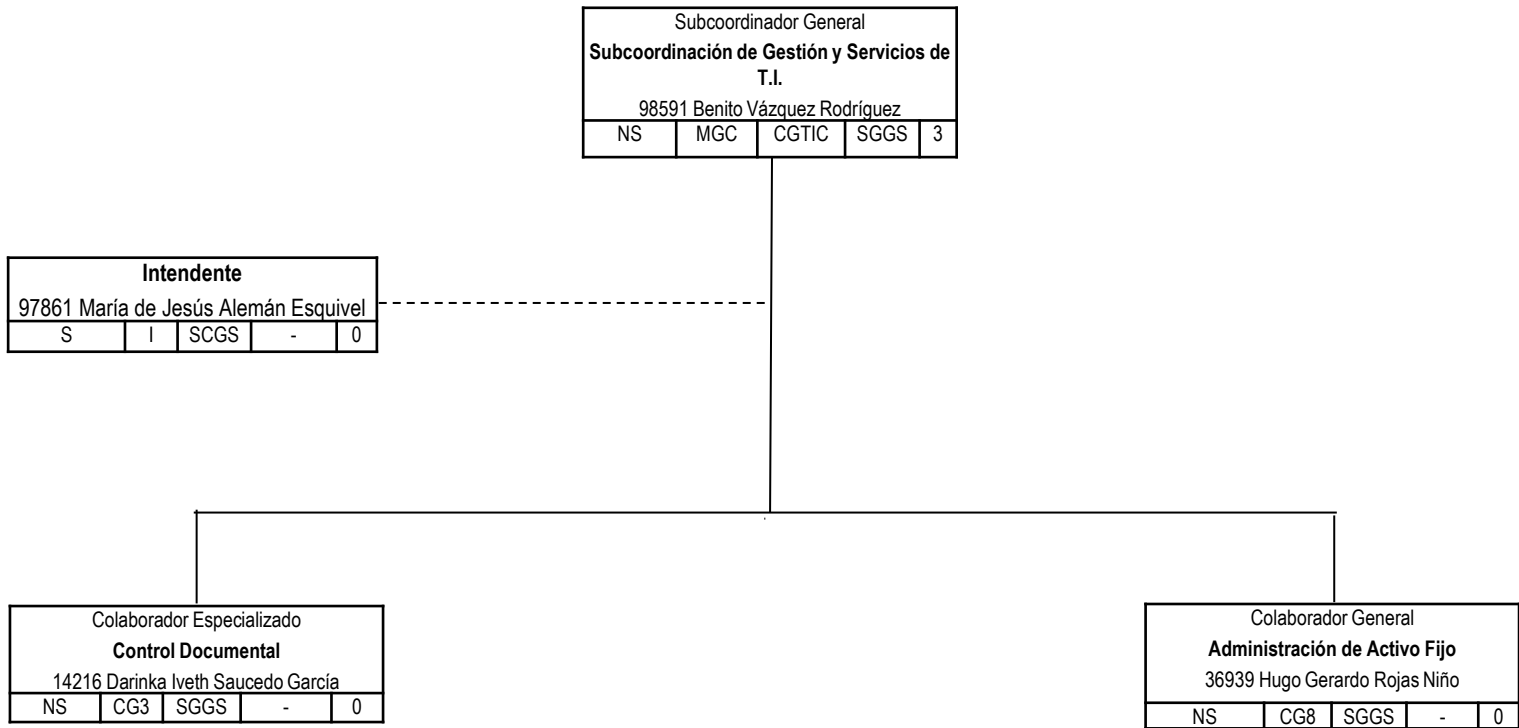 Subcoordinador General
Subcoordinación de Gestión y Servicios de
T.I.
98591 Benito Vázquez Rodríguez
NS MGC CGTIC SGGS 3
Intendente
97861 María de Jesús Alemán Esquivel
S I SCGS - 0
Colaborador Especializado
Control Documental
14216 Darinka Iveth Saucedo García
NS CG3 SGGS - 0
Colaborador General
Administración de Activo Fijo
36939 Hugo Gerardo Rojas Niño
NS CG8 SGGS - 0